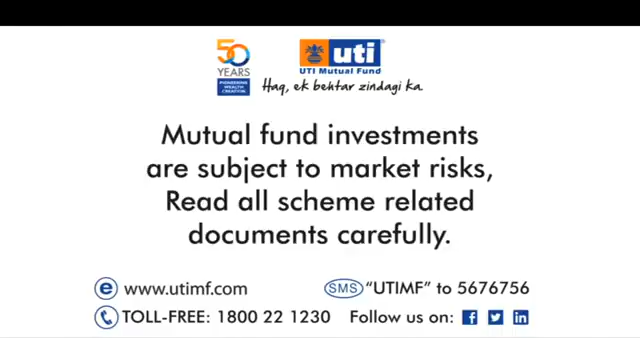 50
YEARS
PIONEERING
WEALTH
CREATION
uti
UTI Mutual Fund
Haq, ek behtar zindagi ka.
Mutual fund investments
are subject to market risks,
Read all scheme related
documents carefully.
e www.utimf.com
SMS "UTIMF" to 5676756
TOLL-FREE: 1800 22 1230 Follow us on: f in